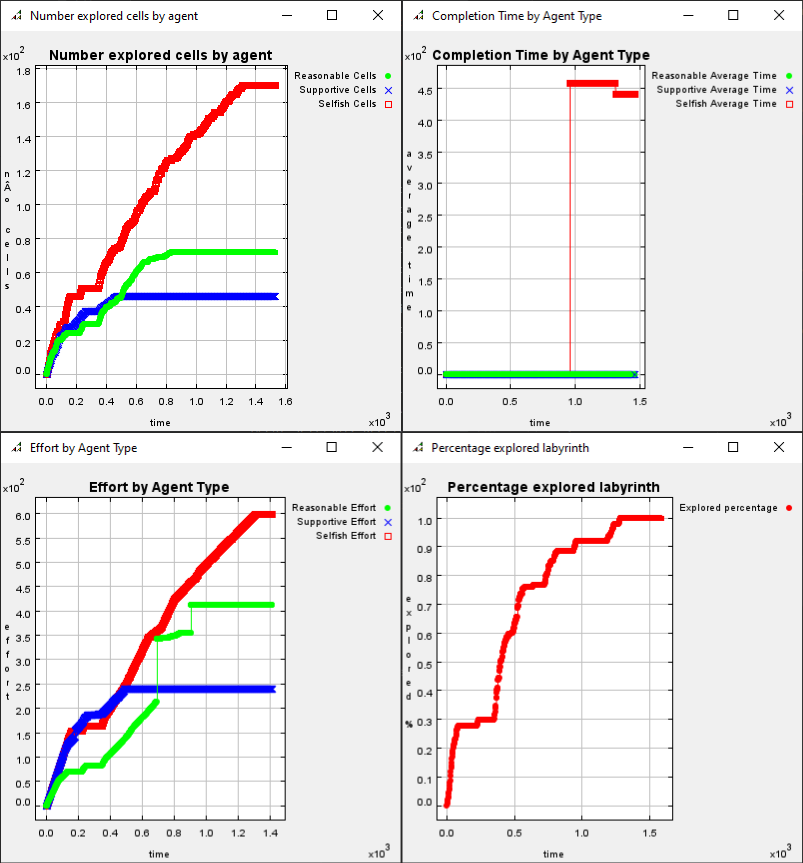 Number explored cells by agent
Number explored cells by agent
x10²
Reasonable Cells
Supportive Cells
Selfish Cells
1.8
1.6
1.4
1.2
1.0
0.8
0.6
0.4
0.2
0.0
nÂº cells
0.0 0.2 0.4 0.6 0.8 1.0 1.2 1.4 1.6
time
x10³
Completion Time by Agent Type
x10²
Completion Time by Agent Type
Reasonable Average Time
Supportive Average Time
Selfish Average Time
4.5
4.0
3.5
3.0
2.5
2.0
1.5
1.0
0.5
0.0
average time
0.0 0.5 1.0 1.5
time
x10³
Effort by Agent Type
x10²
Effort by Agent Type
Reasonable Effort
Supportive Effort
Selfish Effort
6.0
5.5
5.0
4.5
4.0
3.5
3.0
2.5
2.0
1.5
1.0
0.5
0.0
effort
0.0 0.2 0.4 0.6 0.8 1.0 1.2 1.4
time
x10³
Percentage explored labyrinth
x10²
Percentage explored labyrinth
Explored percentage
1.0
0.9
0.8
0.7
0.6
0.5
0.4
0.3
0.2
0.1
0.0
explored %
0.0 0.5 1.0 1.5
time
x10³